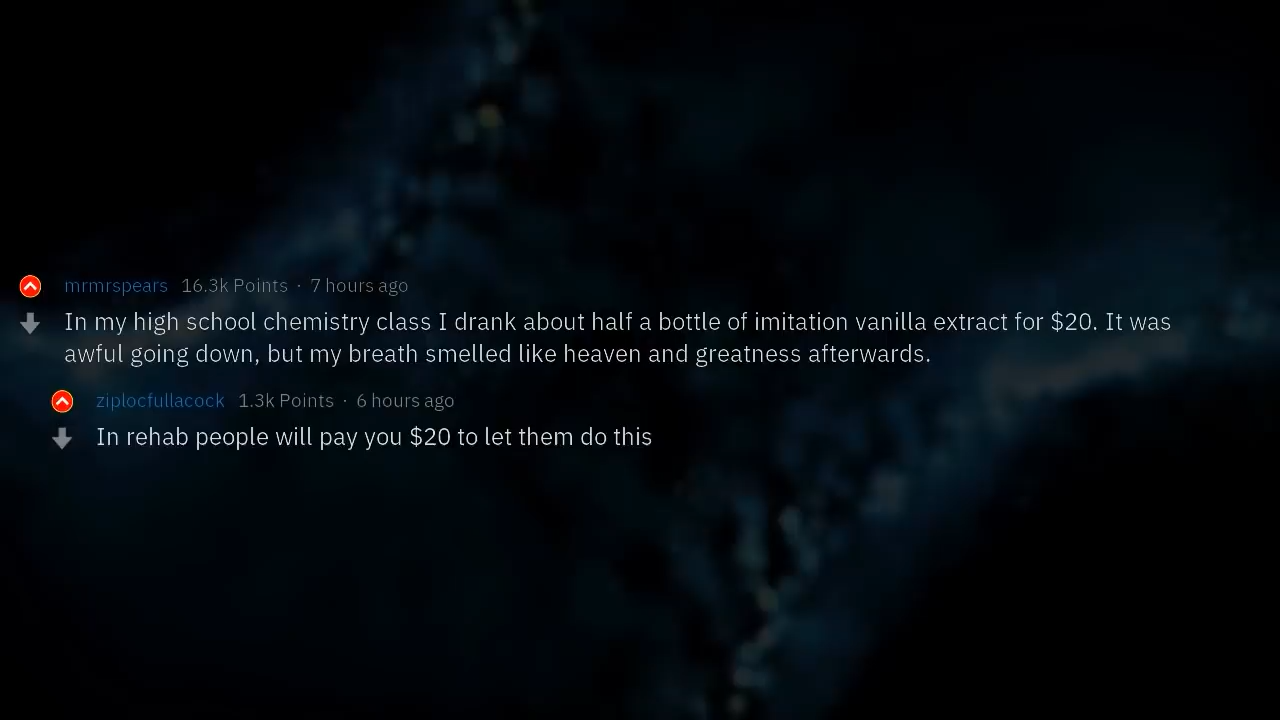 mrmrspears 16.3k Points · 7 hours ago
In my high school chemistry class I drank about half a bottle of imitation vanilla extract for $20. It was
awful going down, but my breath smelled like heaven and greatness afterwards.
ziplocfullacock 1.3k Points · 6 hours ago
In rehab people will pay you $20 to let them do this